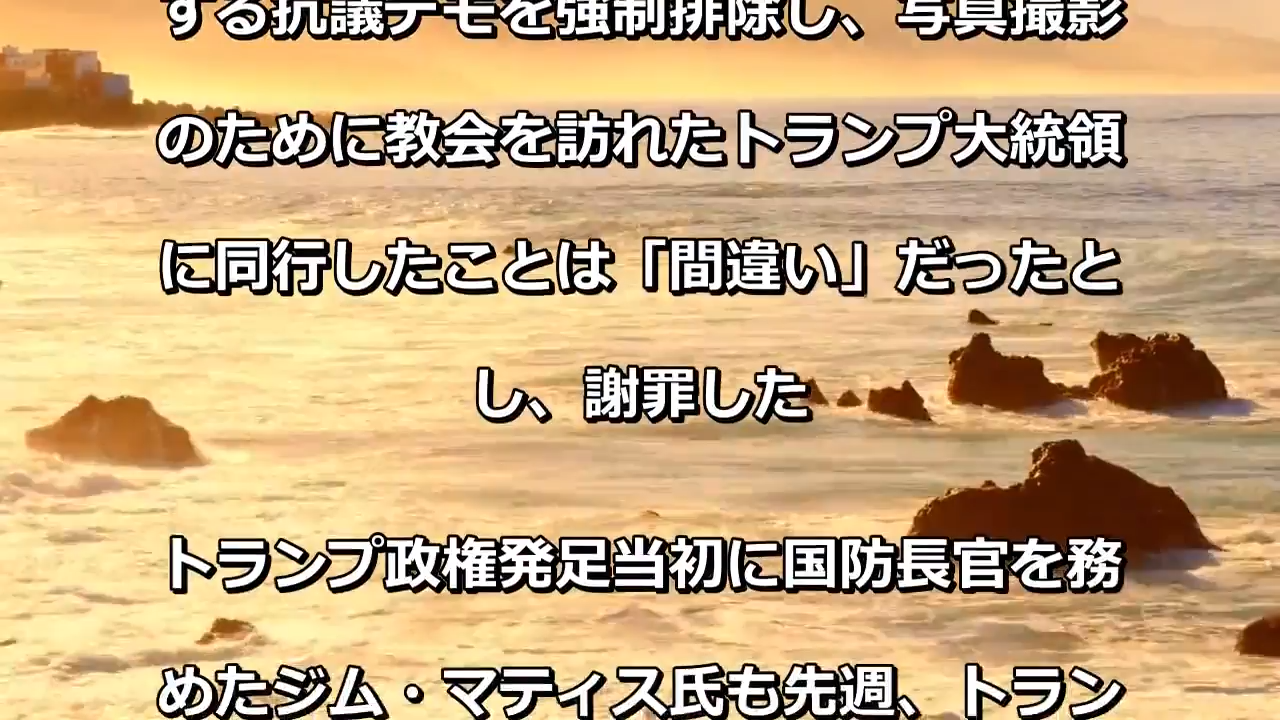 する抗議デモを強制排除し、写真撮影
のために教会を訪れたトランプ大統領
に同行したことは「間違い」だったと
し、謝罪した
トランプ政権発足当初に国防長官を務
めたジム・マティス氏も先週、トラン